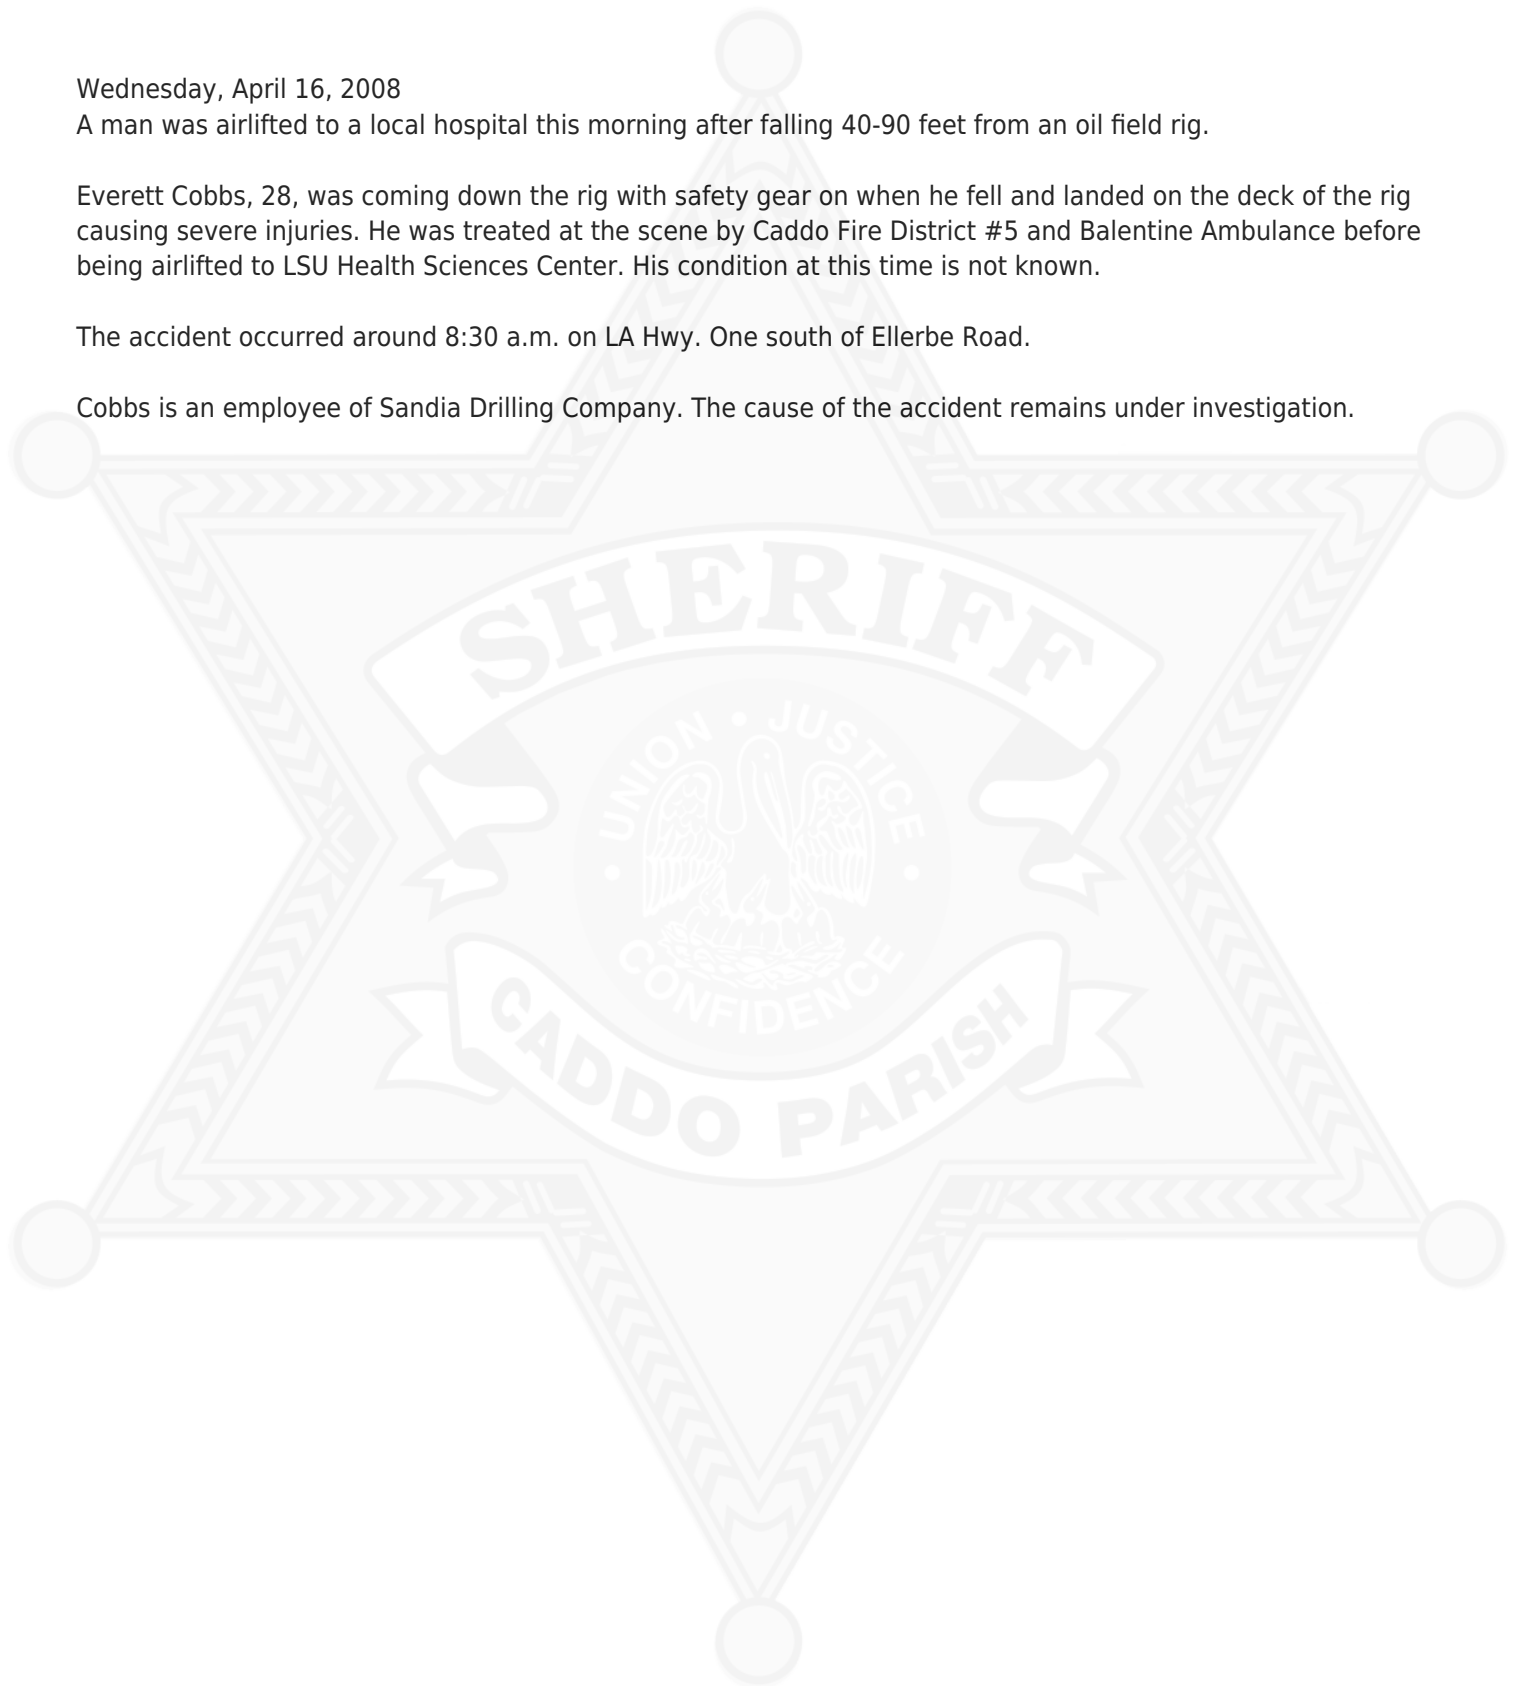 Wednesday, April 16, 2008
A man was airlifted to a local hospital this morning after falling 40-90 feet from an oil field rig.
Everett Cobbs, 28, was coming down the rig with safety gear on when he fell and landed on the deck of the rig
causing severe injuries. He was treated at the scene by Caddo Fire District #5 and Balentine Ambulance before
being airlifted to LSU Health Sciences Center. His condition at this time is not known.
The accident occurred around 8:30 a.m. on LA Hwy. One south of Ellerbe Road.
Cobbs is an employee of Sandia Drilling Company. The cause of the accident remains under investigation.
SHERIFF
UNION • JUSTICE
• CONFIDENCE •
CADDO PARISH